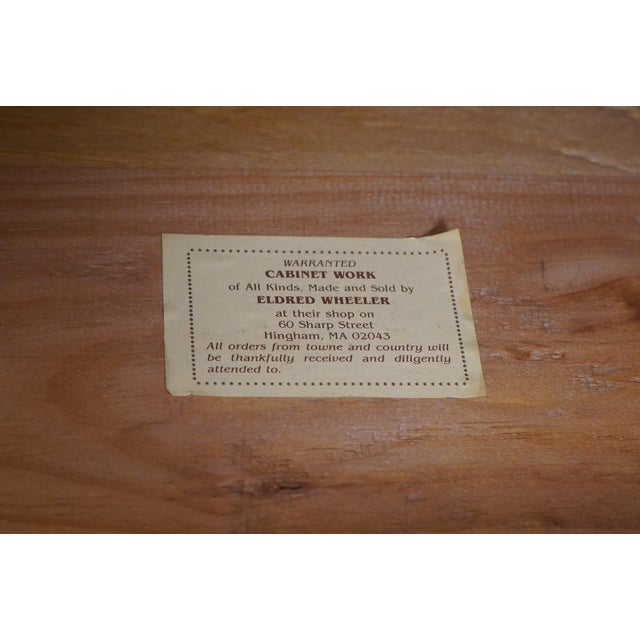 WARRANTED
CABINET WORK
of All Kinds, Made and Sold by
ELDRED WHEELER
at their shop on
60 Sharp Street
Hingham, MA 02043
All orders from towne and country will
be thankfully received and diligently
attended to.